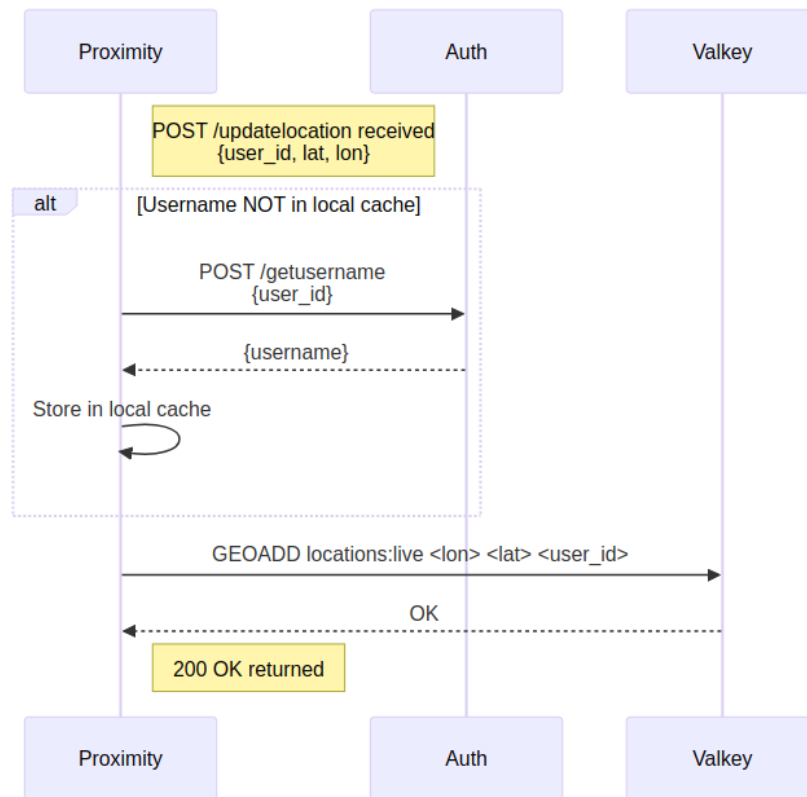 Proximity
Auth
Valkey
POST /updatelocation received
{user_id, lat, lon}
alt
[Username NOT in local cache]
POST /getusername
{user_id}
{username}
Store in local cache
GEOADD locations:live <lon> <lat> <user_id>
OK
200 OK returned
Proximity
Auth
Valkey